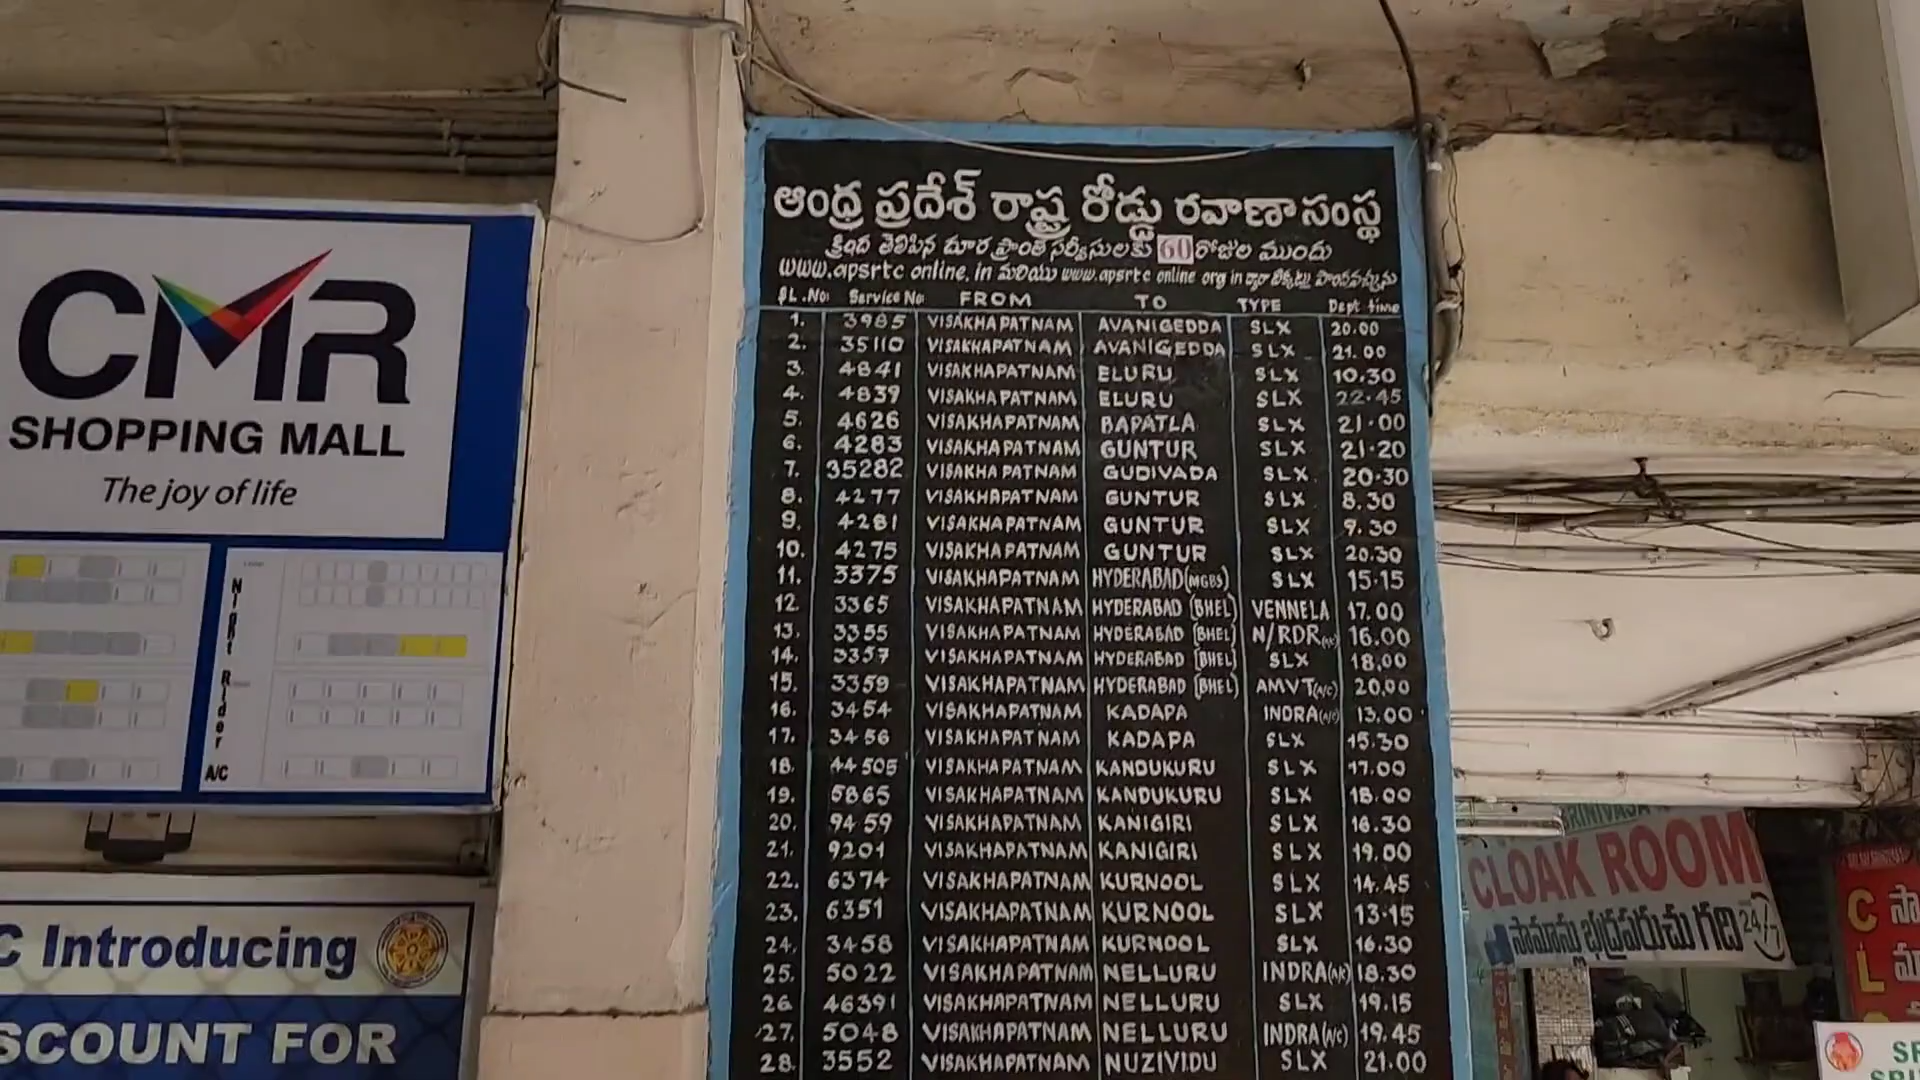 CMR
SHOPPING MALL
The joy of life
Night Rider A/C
C Introducing
SCOUNT FOR
ఆంధ్ర ప్రదేశ్ రాష్ట్ర రోడ్డు రవాణా సంస్థ
క్రింద తెలిపిన దూర ప్రాంత సర్వీసులకు 60 రోజుల ముందు
www.apsrtc online.in మరియు www.apsrtc online org in ద్వారా టిక్కెట్లు పొందవచ్చును
SL.No: Service No: FROM TO TYPE Dept time
1. 3985 VISAKHAPATNAM AVANIGEDDA SLX 20.00
2. 35110 VISAKHAPATNAM AVANIGEDDA SLX 21.00
3. 4841 VISAKHAPATNAM ELURU SLX 10.30
4. 4839 VISAKHAPATNAM ELURU SLX 22.45
5. 4626 VISAKHAPATNAM BAPATLA SLX 21.00
6. 4283 VISAKHAPATNAM GUNTUR SLX 21.20
7. 35282 VISAKHAPATNAM GUDIVADA SLX 20.30
8. 4277 VISAKHAPATNAM GUNTUR SLX 8.30
9. 4281 VISAKHAPATNAM GUNTUR SLX 9.30
10. 4275 VISAKHAPATNAM GUNTUR SLX 20.30
11. 3375 VISAKHAPATNAM HYDERABAD(MGBS) SLX 15.15
12. 3365 VISAKHAPATNAM HYDERABAD (BHEL) VENNELA 17.00
13. 3355 VISAKHAPATNAM HYDERABAD (BHEL) N/RDR(A/C) 16.00
14. 3357 VISAKHAPATNAM HYDERABAD (BHEL) SLX 18.00
15. 3359 VISAKHAPATNAM HYDERABAD (BHEL) AMVT(A/C) 20.00
16. 3454 VISAKHAPATNAM KADAPA INDRA(A/C) 13.00
17. 3456 VISAKHAPATNAM KADAPA SLX 15.30
18. 44505 VISAKHAPATNAM KANDUKURU SLX 17.00
19. 5865 VISAKHAPATNAM KANDUKURU SLX 18.00
20. 9459 VISAKHAPATNAM KANIGIRI SLX 16.30
21. 9201 VISAKHAPATNAM KANIGIRI SLX 19.00
22. 6374 VISAKHAPATNAM KURNOOL SLX 14.45
23. 6351 VISAKHAPATNAM KURNOOL SLX 13.15
24. 3458 VISAKHAPATNAM KURNOOL SLX 16.30
25. 5022 VISAKHAPATNAM NELLURU INDRA(A/C) 18.30
26 46391 VISAKHAPATNAM NELLURU SLX 19.15
27. 5048 VISAKHAPATNAM NELLURU INDRA(A/C) 19.45
28. 3552 VISAKHAPATNAM NUZIVIDU SLX 21.00
SRINIVASA
CLOAK ROOM
సామాన్లు భద్రపరుచు గది 24/7